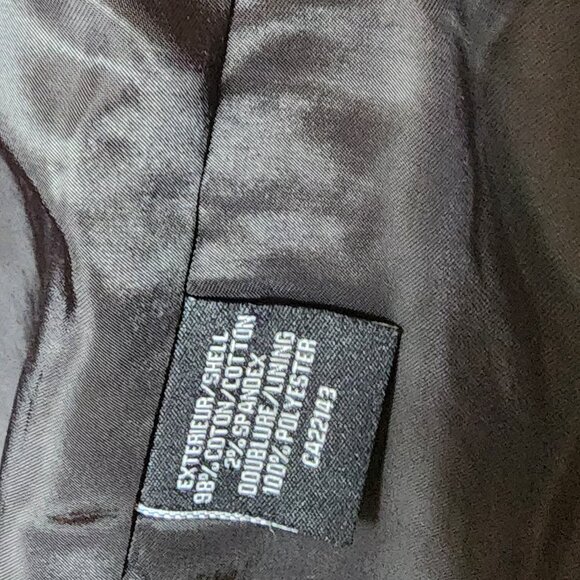 EXTERIEUR/SHELL
98% COTON/COTTON
2% SPANDEX
DOUBLURE/LINING
100% POLYESTER
CA22143